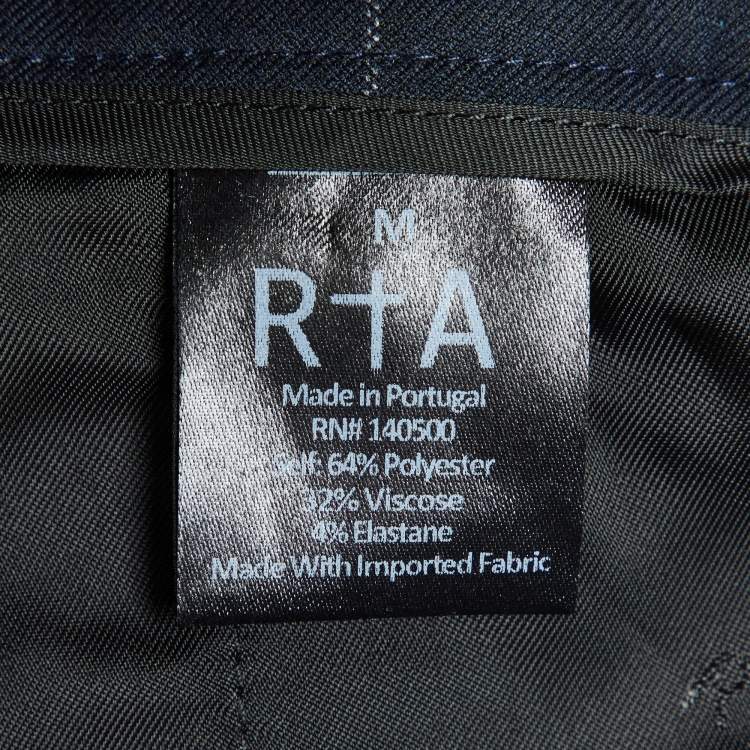 M
R†A
Made in Portugal
RN# 140500
Self: 64% Polyester
32% Viscose
4% Elastane
Made With Imported Fabric